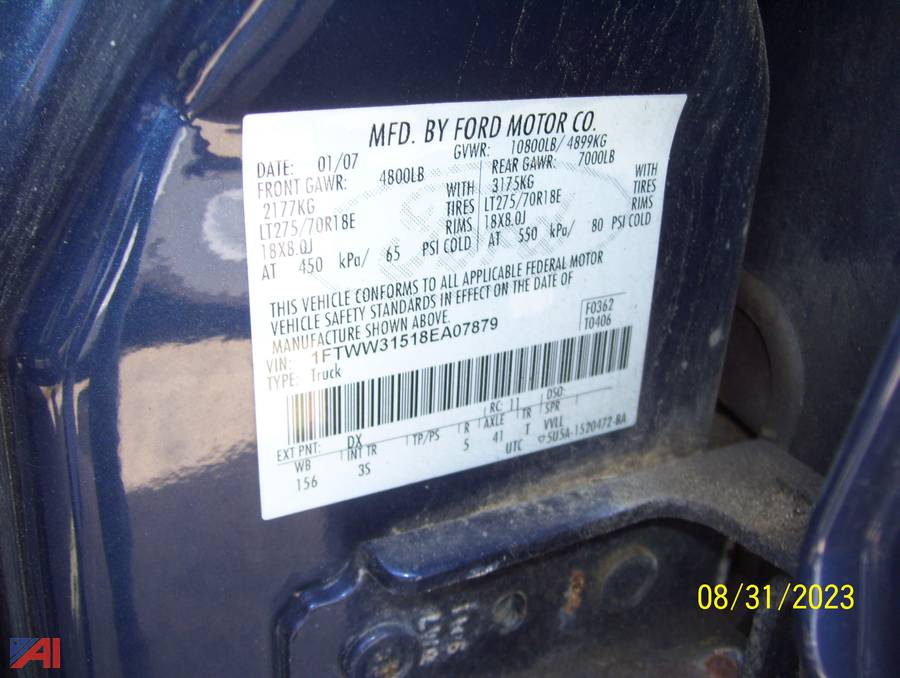 MFD. BY FORD MOTOR CO.
DATE: 01/07 GVWR: 10800LB/ 4899KG
FRONT GAWR: 4800LB REAR GAWR: 7000LB
2177KG WITH 3175KG WITH
LT275/70R18E TIRES LT275/70R18E TIRES
18X8.0J RIMS 18X8.0J RIMS
AT 450 kPa/ 65 PSI COLD AT 550 kPa/ 80 PSI COLD
THIS VEHICLE CONFORMS TO ALL APPLICABLE FEDERAL MOTOR
VEHICLE SAFETY STANDARDS IN EFFECT ON THE DATE OF
MANUFACTURE SHOWN ABOVE.
F0362
T0406
VIN: 1FTWW31518EA07879
TYPE: Truck
RC: 11 DSO:
EXT PNT: DX
WB INT TR TP/PS R AXLE TR SPR
156 3S 5 41 T VVLL
UTC ▽5U5A-1520472-BA
08/31/2023
AI